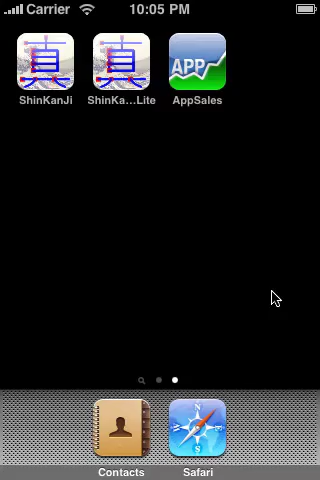 Carrier 10:05 PM
真 真 APP
ShinKanJi ShinKa...Lite AppSales
N
W
S
Contacts Safari